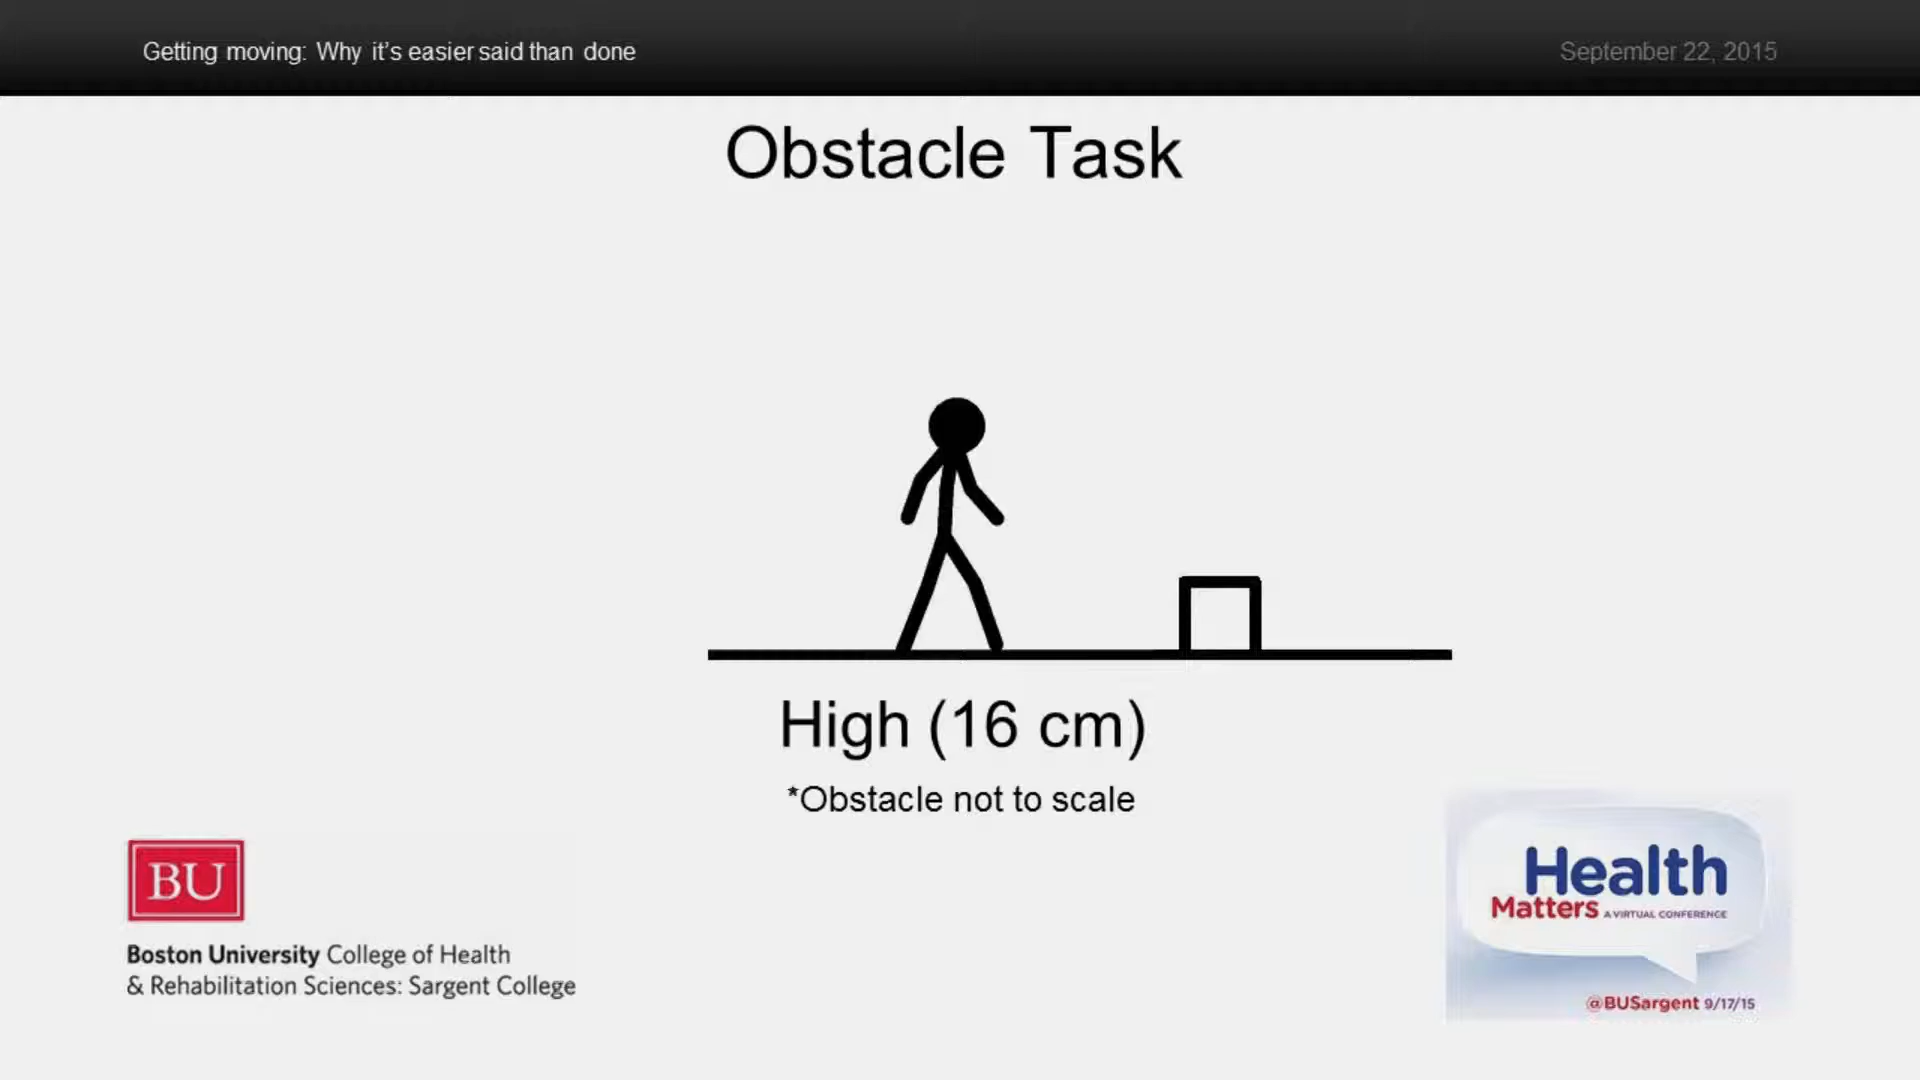 Getting moving: Why it's easier said than done
September 22, 2015
Obstacle Task
High (16 cm)
*Obstacle not to scale
BU
Boston University College of Health
& Rehabilitation Sciences: Sargent College
Health
Matters A VIRTUAL CONFERENCE
@BUSargent 9/17/15